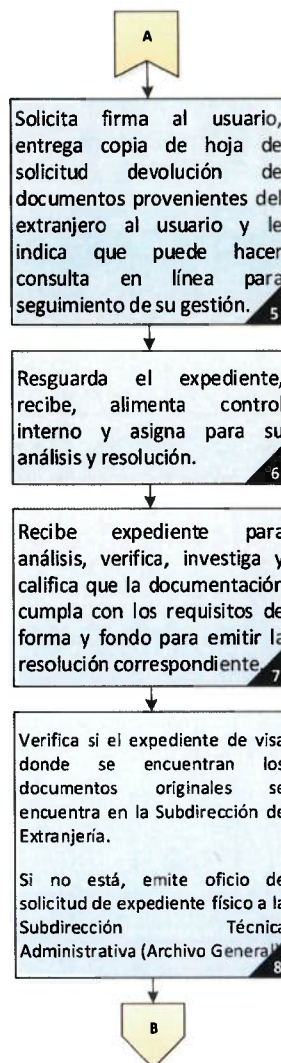 A
Solicita firma al usuario,
entrega copia de hoja de
solicitud devolución de
documentos provenientes del
extranjero al usuario y le
indica que puede hacer
consulta en línea para
seguimiento de su gestión.
5
Resguarda el expediente,
recibe, alimenta control
interno y asigna para su
análisis y resolución.
6
Recibe expediente para
análisis, verifica, investiga y
califica que la documentación
cumpla con los requisitos de
forma y fondo para emitir la
resolución correspondiente.
7
Verifica si el expediente de visa
donde se encuentran los
documentos originales se
encuentra en la Subdirección de
Extranjería.
Si no está, emite oficio de
solicitud de expediente físico a la
Subdirección Técnica
Administrativa (Archivo General)
8
B